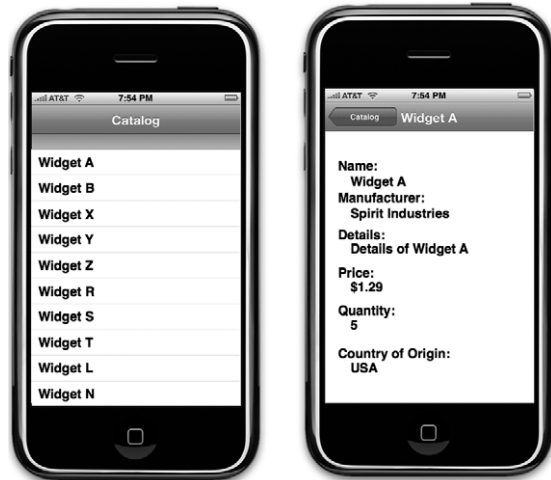 AT&T 7:54 PM
Catalog
Widget A
Widget B
Widget X
Widget Y
Widget Z
Widget R
Widget S
Widget T
Widget L
Widget N
AT&T 7:54 PM
Catalog Widget A
Name:
Widget A
Manufacturer:
Spirit Industries
Details:
Details of Widget A
Price:
$1.29
Quantity:
5
Country of Origin:
USA